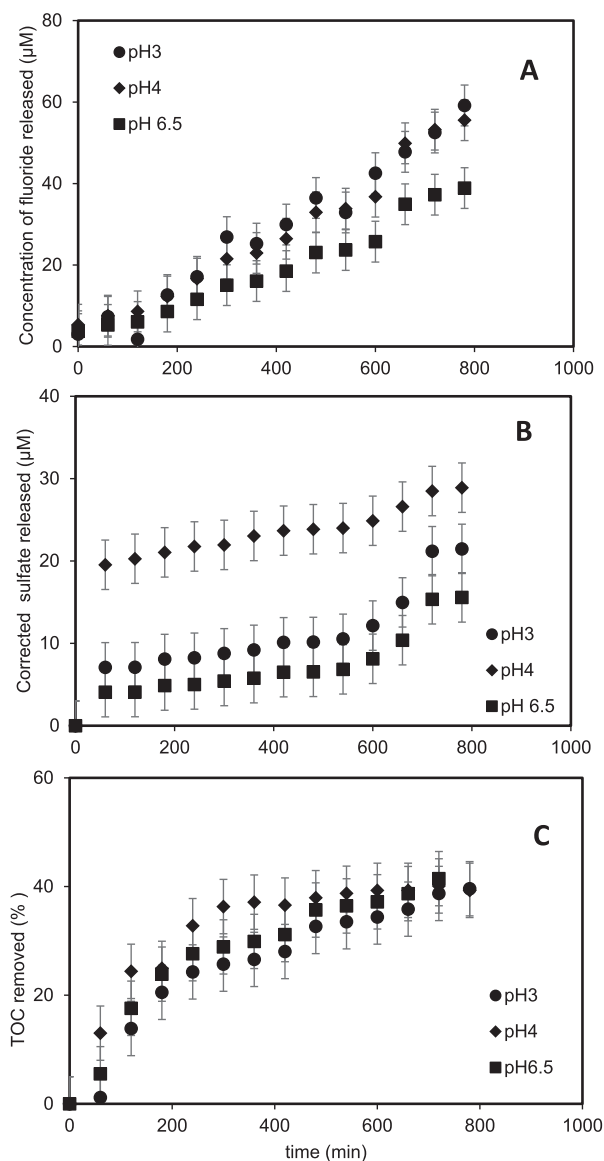 80
60
40
20
0
0
200
400
600
800
1000
Concentration of fluoride released (µM)
pH3
pH4
pH 6.5
A
40
30
20
10
0
0
200
400
600
800
1000
Corrected sulfate released (µM)
B
pH3
pH4
pH 6.5
60
40
20
0
0
200
400
600
800
1000
TOC removed (%)
C
pH3
pH4
pH6.5
time (min)